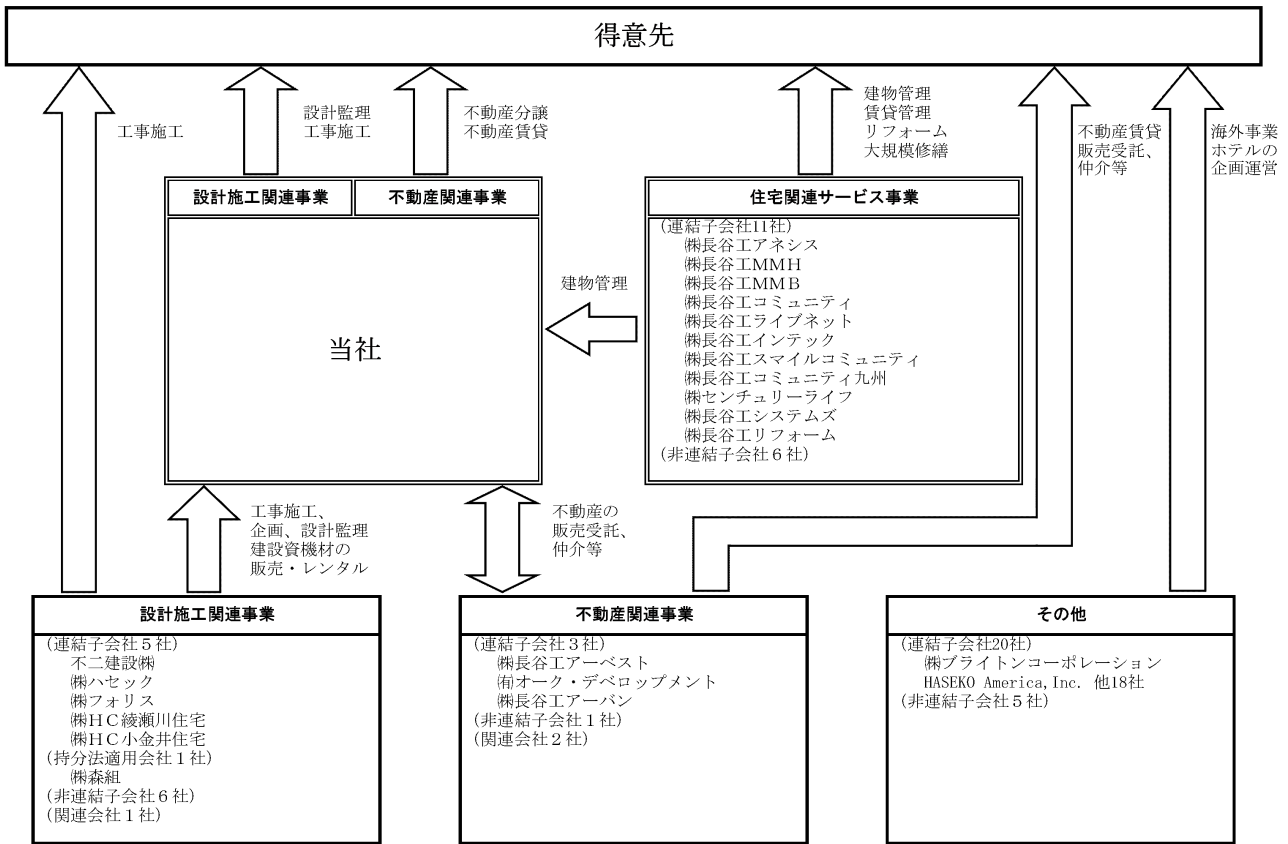 得意先
工事施工
設計監理
工事施工
不動産分譲
不動産賃貸
建物管理
賃貸管理
リフォーム
大規模修繕
不動産賃貸
販売受託、
仲介等
海外事業
ホテルの
企画運営
設計施工関連事業
不動産関連事業
当社
住宅関連サービス事業
(連結子会社11社)
㈱長谷工アネシス
㈱長谷工ＭＭＨ
㈱長谷工ＭＭＢ
㈱長谷工コミュニティ
㈱長谷工ライブネット
㈱長谷工インテック
㈱長谷工スマイルコミュニティ
㈱長谷工コミュニティ九州
㈱センチュリーライフ
㈱長谷工システムズ
㈱長谷工リフォーム
(非連結子会社６社)
建物管理
工事施工、
企画、設計監理
建設資機材の
販売・レンタル
不動産の
販売受託、
仲介等
設計施工関連事業
(連結子会社５社)
不二建設㈱
㈱ハセック
㈱フォリス
㈱ＨＣ綾瀬川住宅
㈱ＨＣ小金井住宅
(持分法適用会社１社)
㈱森組
(非連結子会社６社)
(関連会社１社)
不動産関連事業
(連結子会社３社)
㈱長谷工アーベスト
㈲オーク・デベロップメント
㈱長谷工アーバン
(非連結子会社１社)
(関連会社２社)
その他
(連結子会社20社)
㈱ブライトンコーポレーション
HASEKO America,Inc. 他18社
(非連結子会社５社)